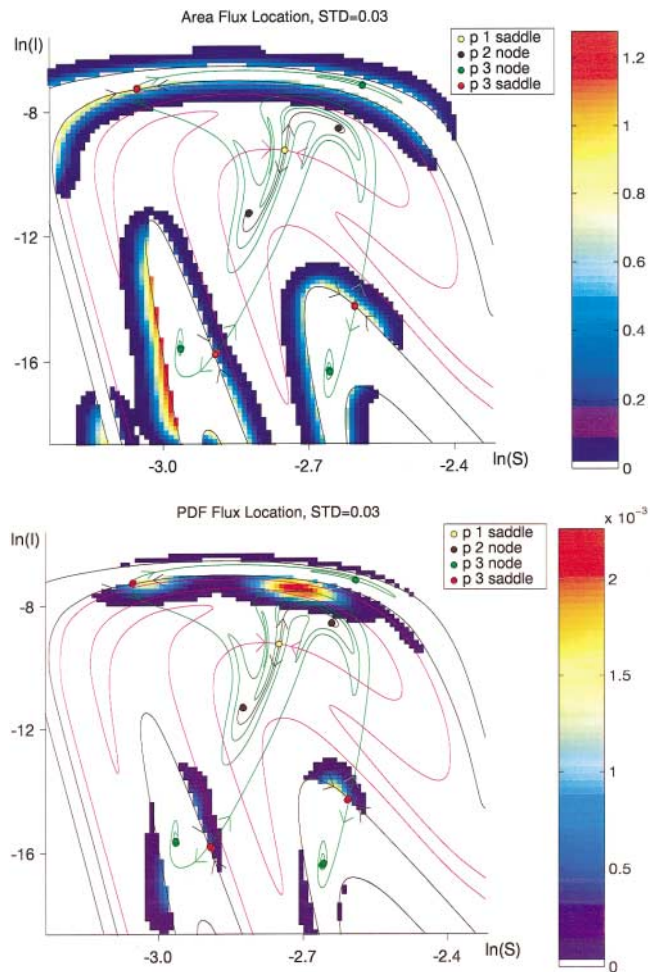 Area Flux Location, STD=0.03
ln(I)
p 1 saddle
p 2 node
p 3 node
p 3 saddle
-8
-12
-16
-3.0
-2.7
-2.4
ln(S)
1.2
1
0.8
0.6
0.4
0.2
0
PDF Flux Location, STD=0.03
ln(I)
p 1 saddle
p 2 node
p 3 node
p 3 saddle
-8
-12
-16
-3.0
-2.7
-2.4
ln(S)
x 10⁻³
2
1.5
1
0.5
0